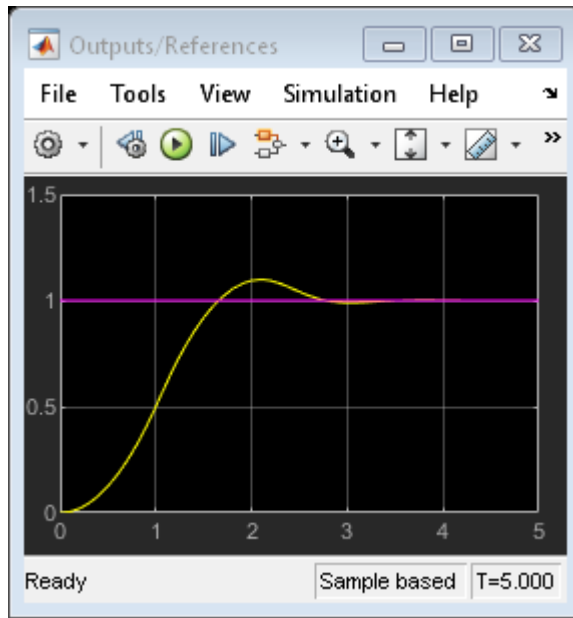 Outputs/References
File Tools View Simulation Help
1.5
1
0.5
0
0 1 2 3 4 5
Ready Sample based T=5.000